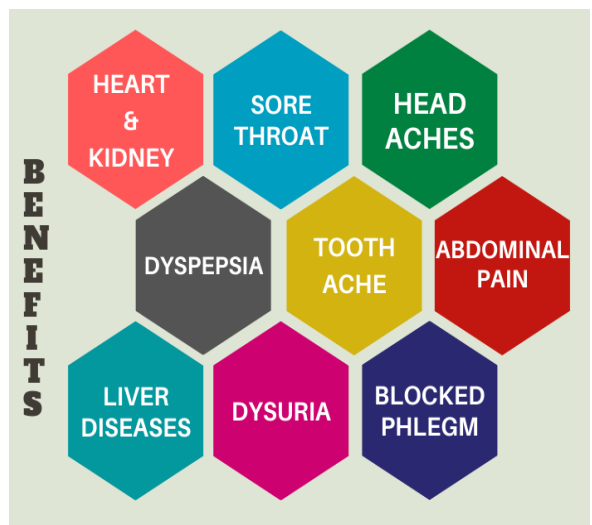 BENEFITS
HEART
&
KIDNEY
SORE
THROAT
HEAD
ACHES
DYSPEPSIA
TOOTH
ACHE
ABDOMINAL
PAIN
LIVER
DISEASES
DYSURIA
BLOCKED
PHLEGM